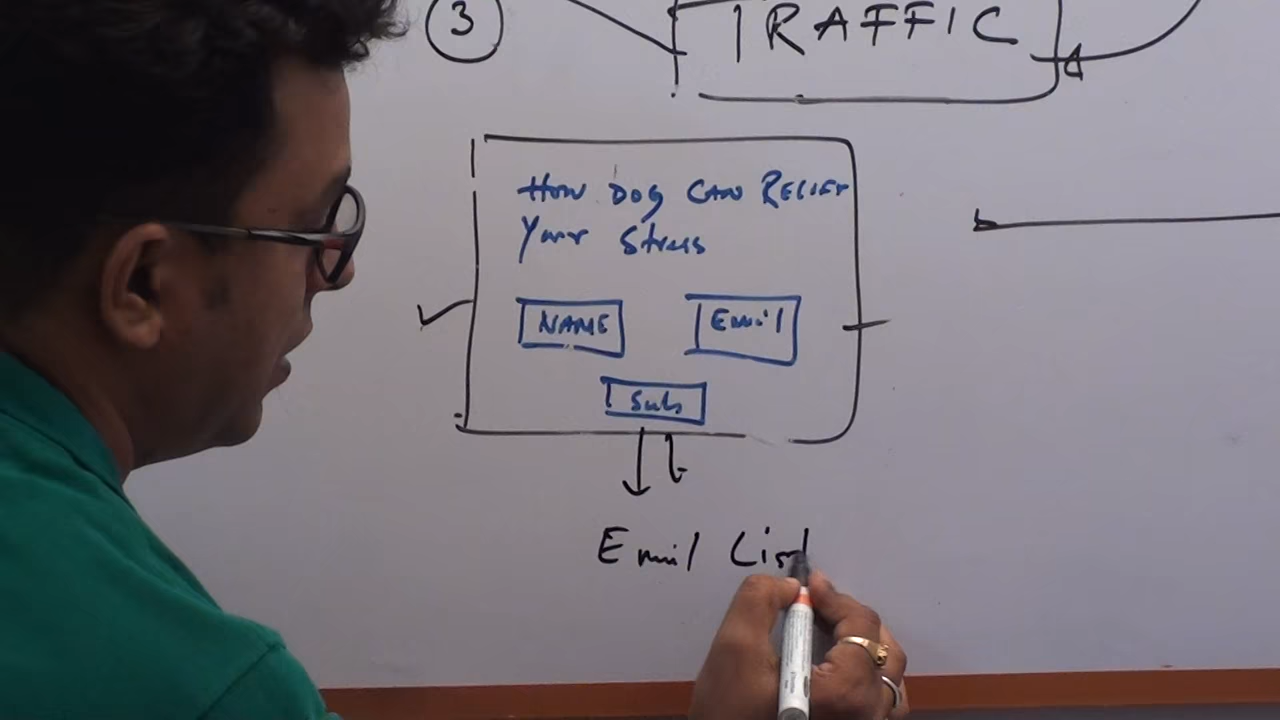 3
TRAFFIC
HOW DOG CAN RELIEF
Your Stress
NAME
Email
Sub
Email List